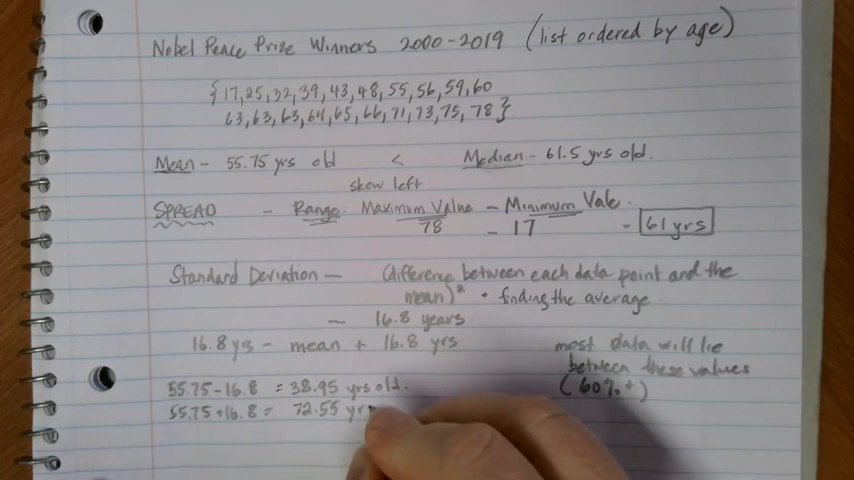 Nobel Peace Prize Winners 2000-2019 (list ordered by age)
{17,25,32,39,43,48,55,56,59,60
63,63,63,64,65,66,71,73,75,78}
Mean - 55.75 yrs old < Median - 61.5 yrs old.
skew left
SPREAD - Range: Maximum Value - Minimum Vale.
78 - 17 = 61 yrs
Standard Deviation - (difference between each data point and the
mean)² • finding the average
- 16.8 years
16.8 yrs - mean + 16.8 yrs
most data will lie
between these values
(60%+)
55.75-16.8 = 38.95 yrs old.
55.75+16.8 = 72.55 yr